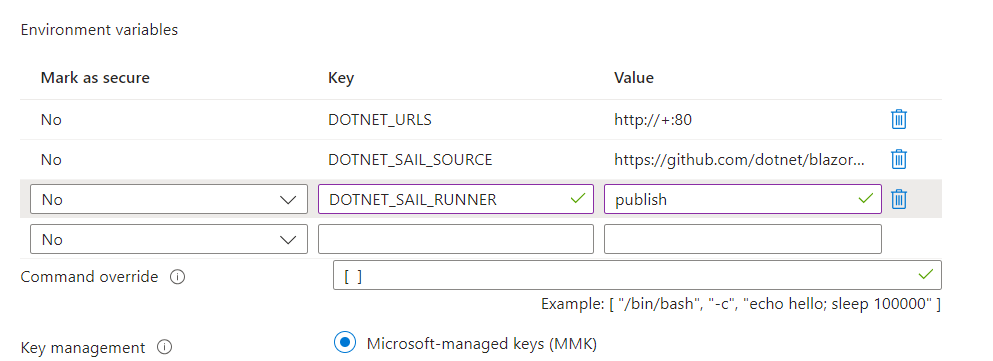 Environment variables
Mark as secure Key Value
No DOTNET_URLS http://+:80
No DOTNET_SAIL_SOURCE https://github.com/dotnet/blazor...
No DOTNET_SAIL_RUNNER publish
No
Command override [ ]
Example: [ "/bin/bash", "-c", "echo hello; sleep 100000" ]
Key management Microsoft-managed keys (MMK)